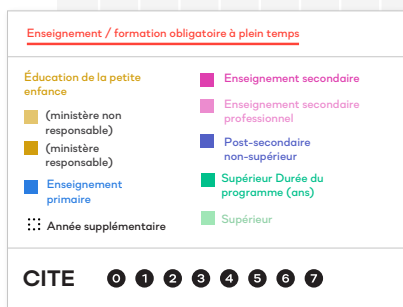 Enseignement / formation obligatoire à plein temps
Éducation de la petite
enfance
(ministère non
responsable)
(ministère
responsable)
Enseignement
primaire
Année supplémentaire
Enseignement secondaire
Enseignement secondaire
professionnel
Post-secondaire
non-supérieur
Supérieur Durée du
programme (ans)
Supérieur
CITE 0 1 2 3 4 5 6 7